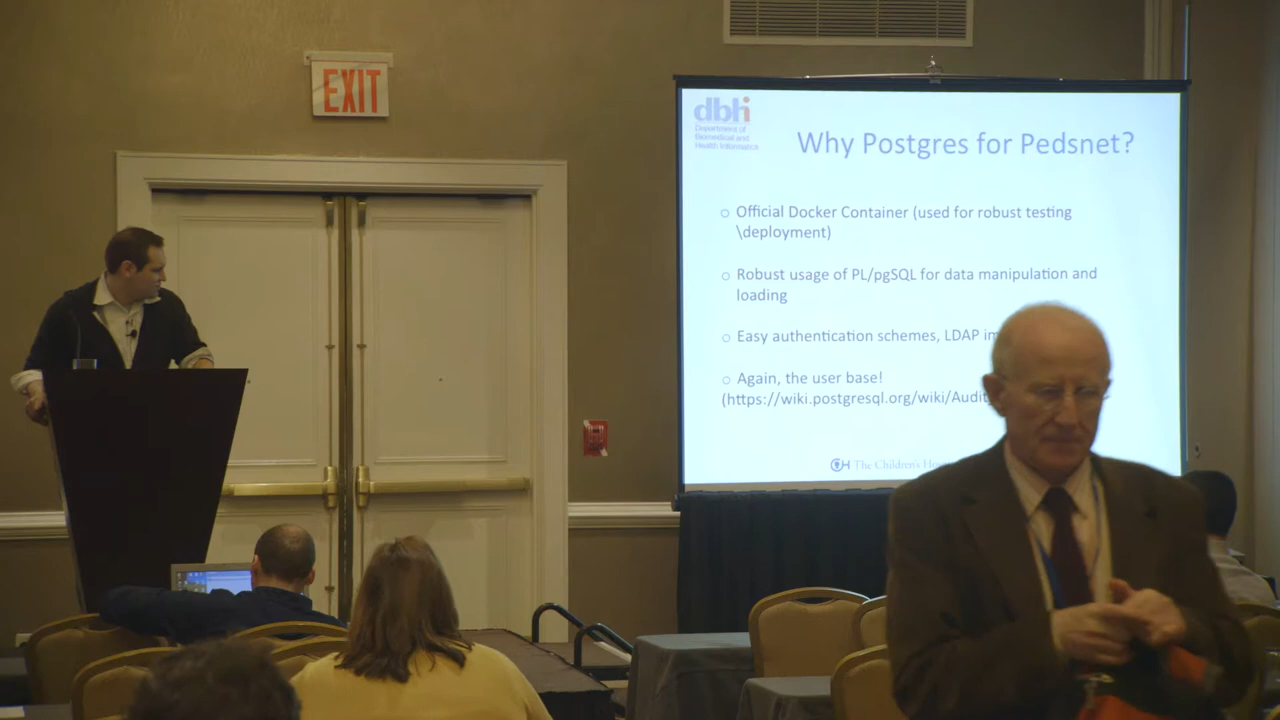 EXIT
dbhi
Department of
Biomedical and
Health Informatics
Why Postgres for Pedsnet?
Official Docker Container (used for robust testing
\deployment)
Robust usage of PL/pgSQL for data manipulation and
loading
Easy authentication schemes, LDAP
Again, the user base!
(https://wiki.postgresql.org/wiki/Audit
The Children's